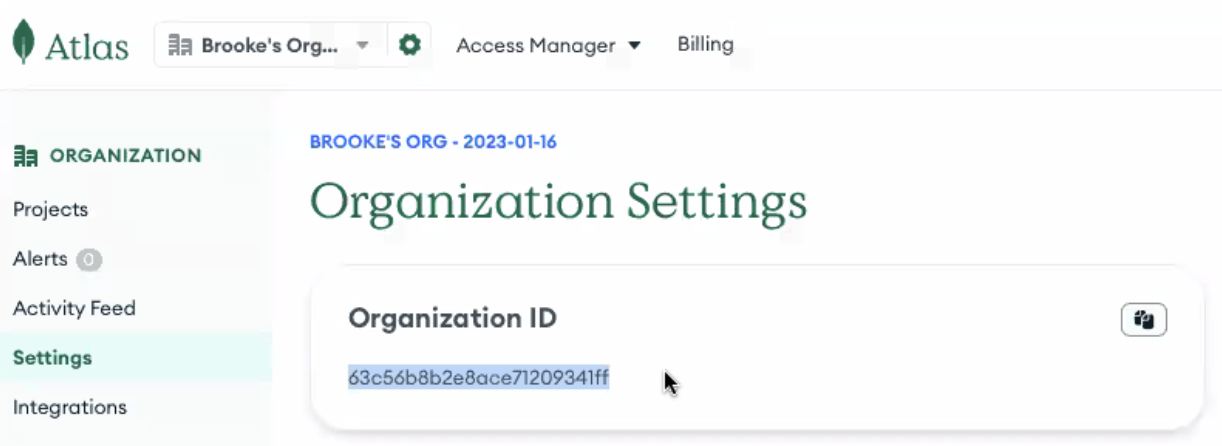 Atlas
Brooke's Org...
Access Manager
Billing
ORGANIZATION
Projects
Alerts 0
Activity Feed
Settings
Integrations
BROOKE'S ORG - 2023-01-16
Organization Settings
Organization ID
63c56b8b2e8ace71209341ff